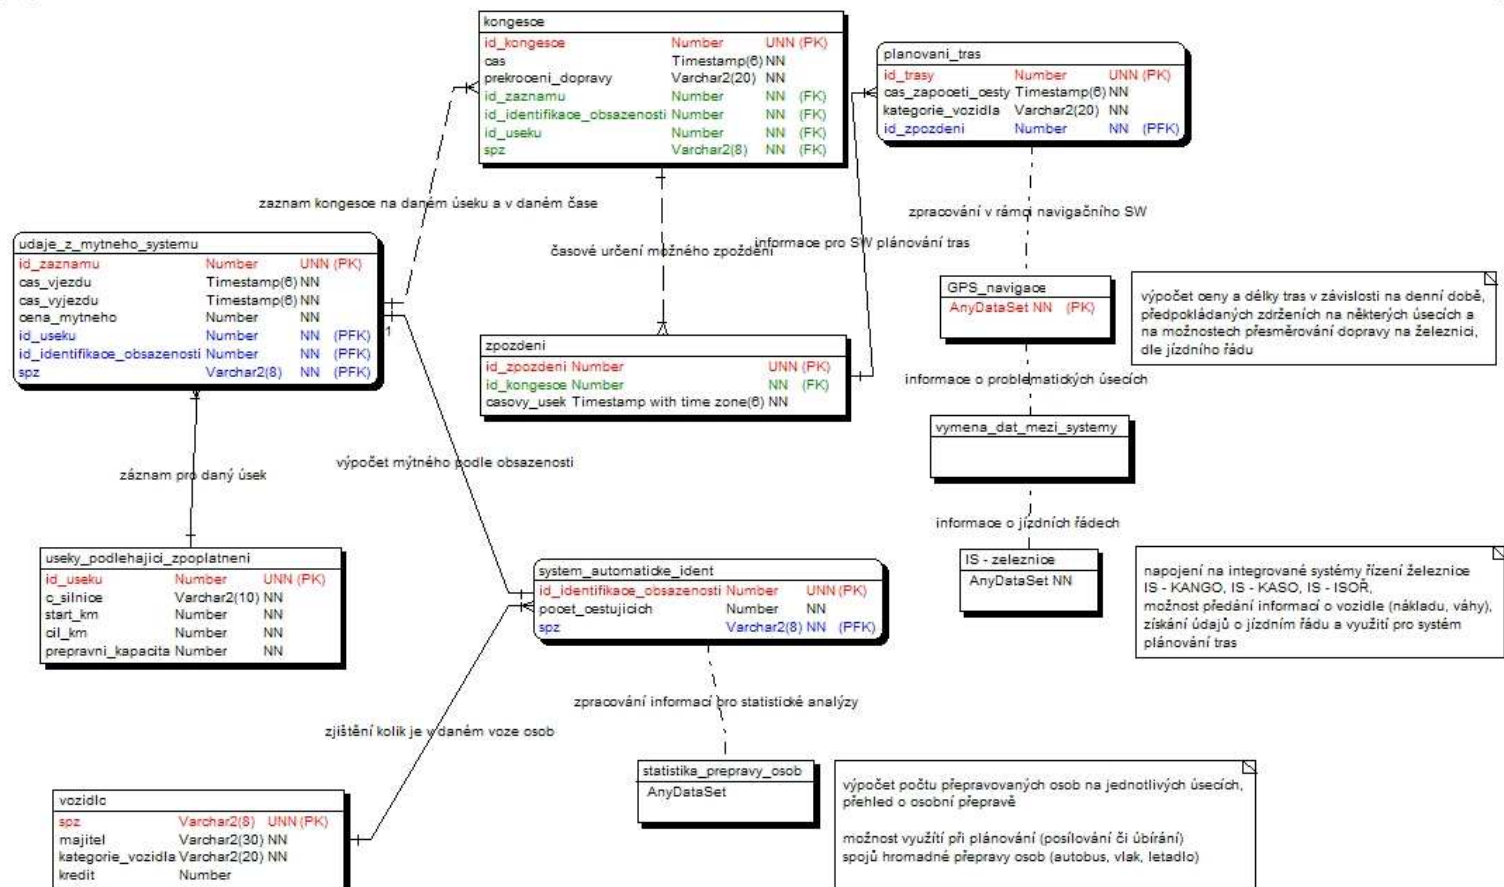 kongesce
id_kongesce Number UNN (PK)
cas Timestamp(6) NN
prekroceni_dopravy Varchar2(20) NN
id_zaznamu Number NN (FK)
id_identifikace_obsazenosti Number NN (FK)
id_useku Number NN (FK)
spz Varchar2(8) NN (FK)
planovani_tras
id_trasy Number UNN (PK)
cas_zapoceti_cesty Timestamp(6) NN
kategorie_vozidla Varchar2(20) NN
id_zpozdeni Number NN (PFK)
zaznam kongesce na daném úseku a v daném čase
zpracování v rámci navigačního SW
časové určení možného zpoždění
informace pro SW plánování tras
udaje_z_mytneho_systemu
id_zaznamu Number UNN (PK)
cas_vjezdu Timestamp(6) NN
cas_vyjezdu Timestamp(6) NN
cena_mytneho Number NN
id_useku Number NN (PFK)
id_identifikace_obsazenosti Number NN (PFK)
spz Varchar2(8) NN (PFK)
1
GPS_navigace
AnyDataSet NN (PK)
výpočet ceny a délky tras v závislosti na denní době,
předpokládaných zdrženích na některých úsecích a
na možnostech přesměrování dopravy na železnici,
dle jízdního řádu
zpozdeni
id_zpozdeni Number UNN (PK)
id_kongesce Number NN (FK)
casovy_usek Timestamp with time zone(6) NN
informace o problematických úsecích
vymena_dat_mezi_systemy
záznam pro daný úsek
výpočet mýtného podle obsazenosti
informace o jízdních řádech
useky_podlehajici_zpoplatneni
id_useku Number UNN (PK)
c_silnice Varchar2(10) NN
start_km Number NN
cil_km Number NN
prepravni_kapacita Number NN
system_automaticke_ident
id_identifikace_obsazenosti Number UNN (PK)
pocet_cestujicich Number NN
spz Varchar2(8) NN (PFK)
IS - zeleznice
AnyDataSet NN
napojení na integrované systémy řízení železnice
IS - KANGO, IS - KASO, IS - ISOŘ,
možnost předání informací o vozidle (nákladu, váhy),
získání údajů o jízdním řádu a využití pro systém
plánování tras
zpracování informací pro statistické analýzy
zjištění kolik je v daném voze osob
statistika_prepravy_osob
AnyDataSet
výpočet počtu přepravovaných osob na jednotlivých úsecích,
přehled o osobní přepravě
možnost využítí při plánování (posílování či úbírání)
spojů hromadné přepravy osob (autobus, vlak, letadlo)
vozidlo
spz Varchar2(8) UNN (PK)
majitel Varchar2(30) NN
kategorie_vozidla Varchar2(20) NN
kredit Number